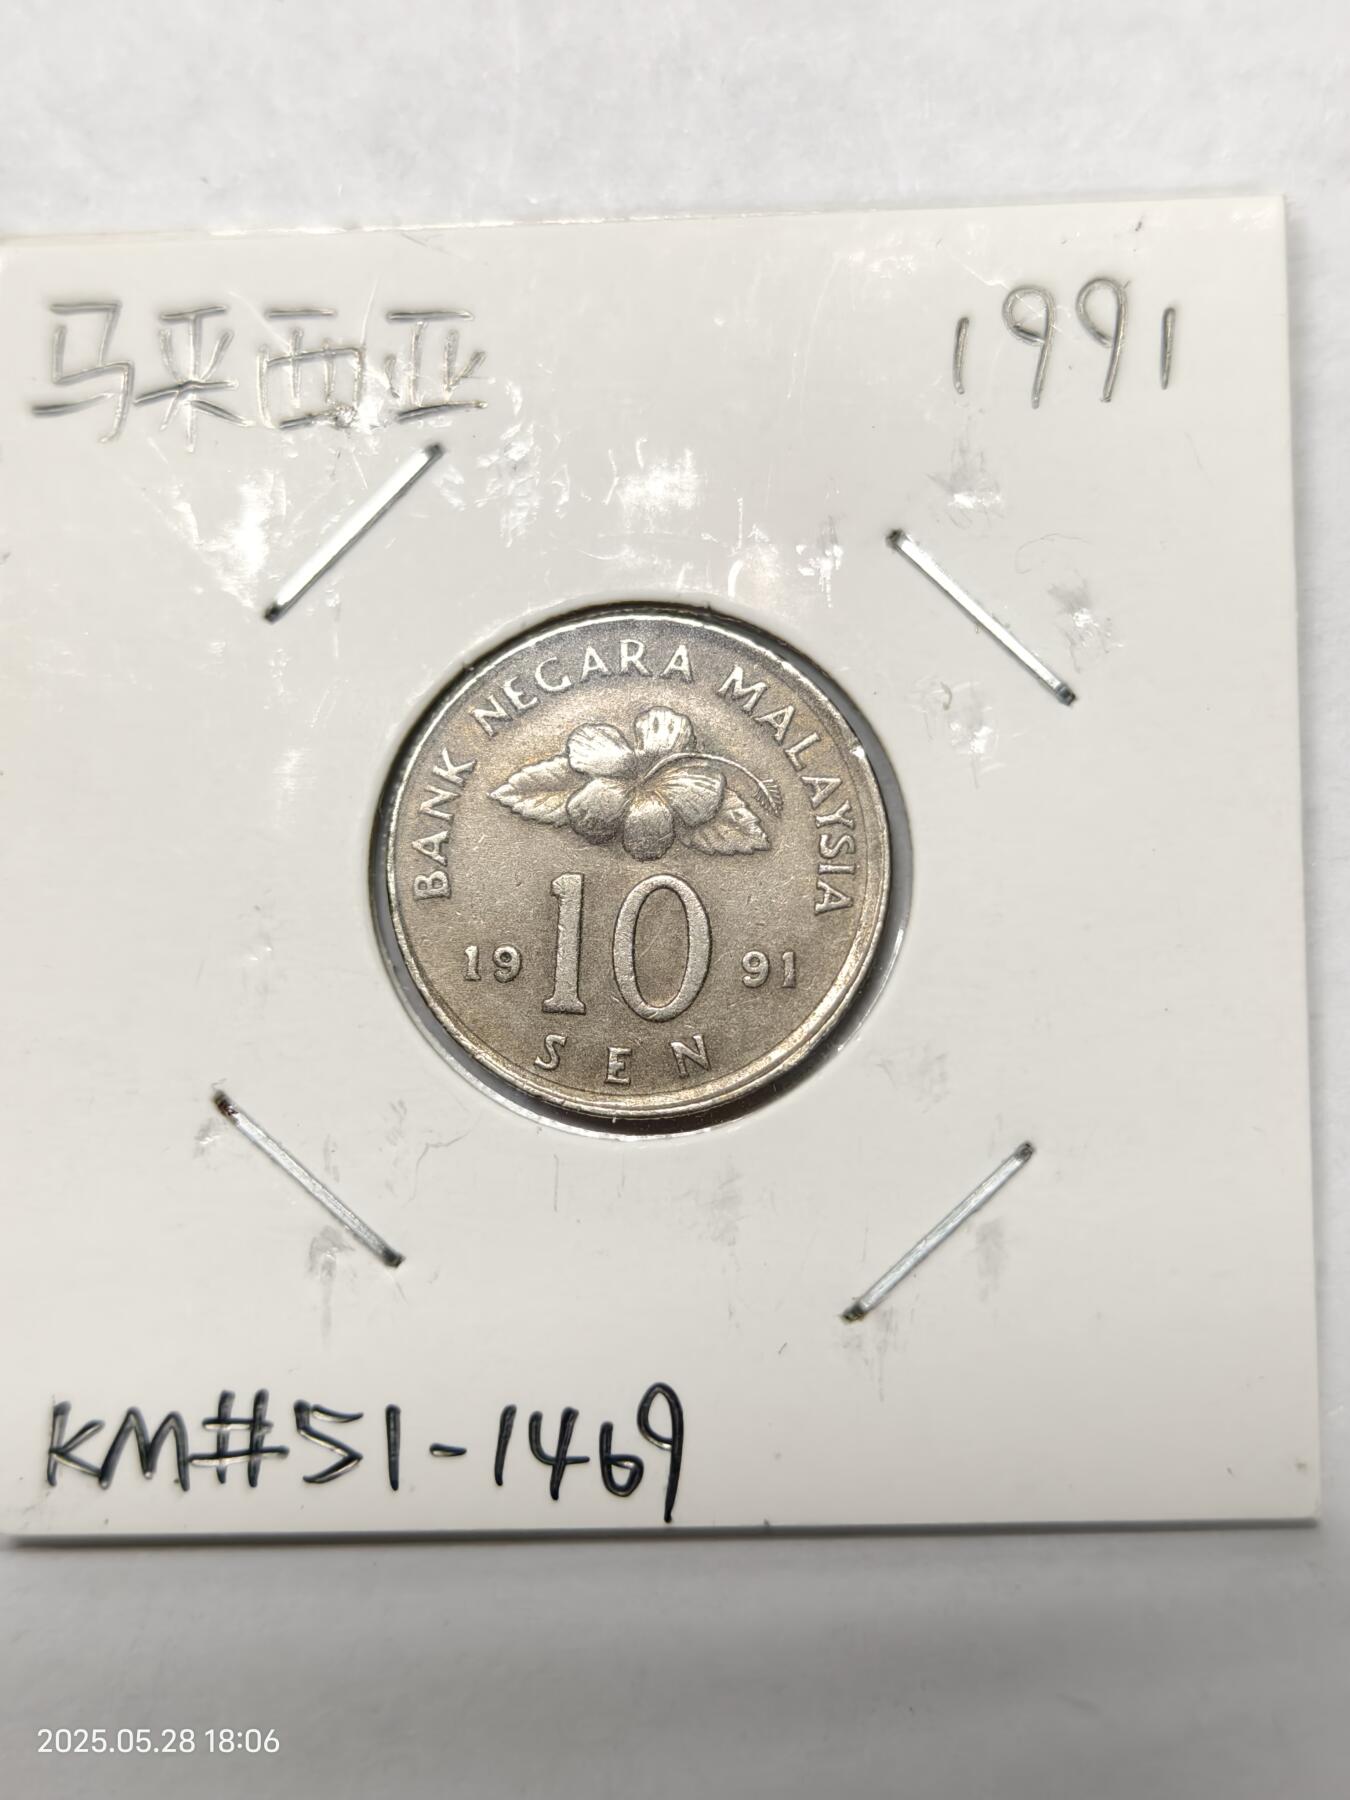 马来西亚 1991
BANK NEGARA MALAYSIA
10
19 91
SEN
KM#51-1469
2025.05.28 18:06